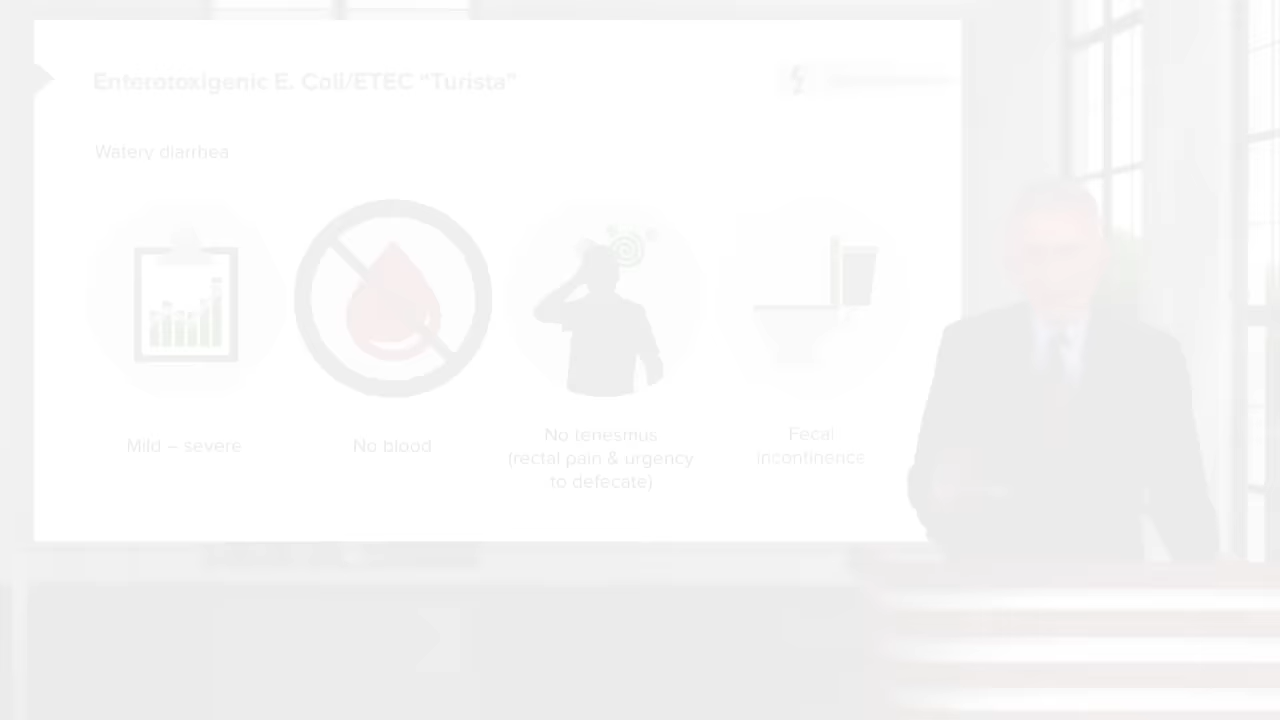 Enterotoxigenic E. Coli/ETEC “Turista”
Watery diarrhea
Mild – severe
No blood
No tenesmus
(rectal pain & urgency
to defecate)
Fecal
incontinence